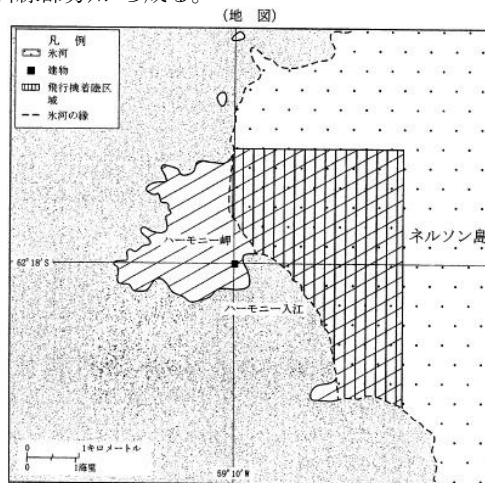 (地 図)
凡 例
氷河
建物
飛行機着陸区
域
氷河の縁
ネルソン島
ハーモニー岬
62°18'S
ハーモニー入江
0 1キロメートル
0 1海里
59°10'W